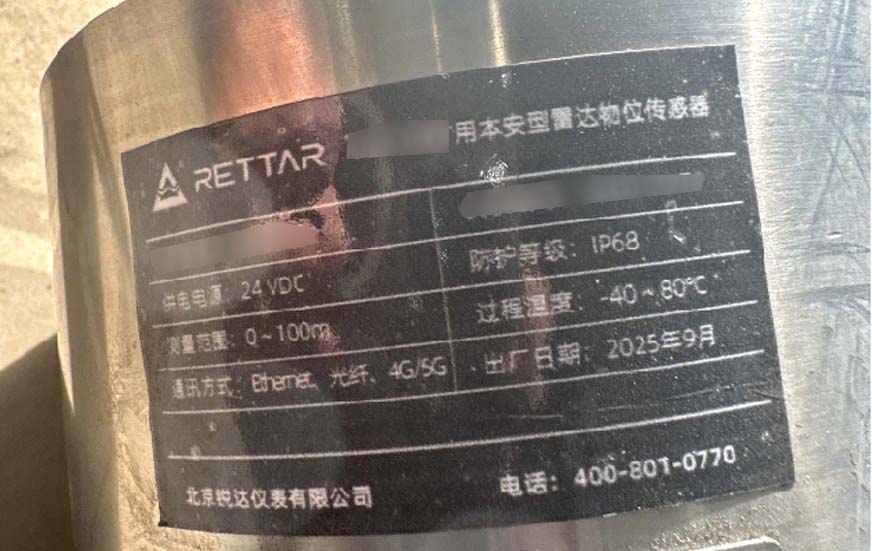 RETTAR 用本安型雷达物位传感器
供电电源: 24 VDC 防护等级: IP68
测量范围: 0~100m 过程温度: -40~80℃
通讯方式: Ethernet、光纤、4G/5G 出厂日期: 2025年9月
北京锐达仪表有限公司 电话: 400-801-0770